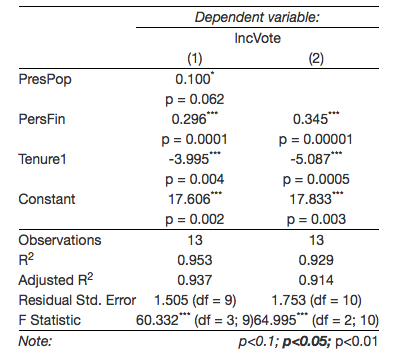 Dependent variable:
IncVote
(1) (2)
PresPop 0.100*
p = 0.062
PersFin 0.296*** 0.345***
p = 0.0001 p = 0.00001
Tenure1 -3.995*** -5.087***
p = 0.004 p = 0.0005
Constant 17.606*** 17.833***
p = 0.002 p = 0.003
Observations 13 13
R2 0.953 0.929
Adjusted R2 0.937 0.914
Residual Std. Error 1.505 (df = 9) 1.753 (df = 10)
F Statistic 60.332*** (df = 3; 9)64.995*** (df = 2; 10)
Note: p<0.1; p<0.05; p<0.01